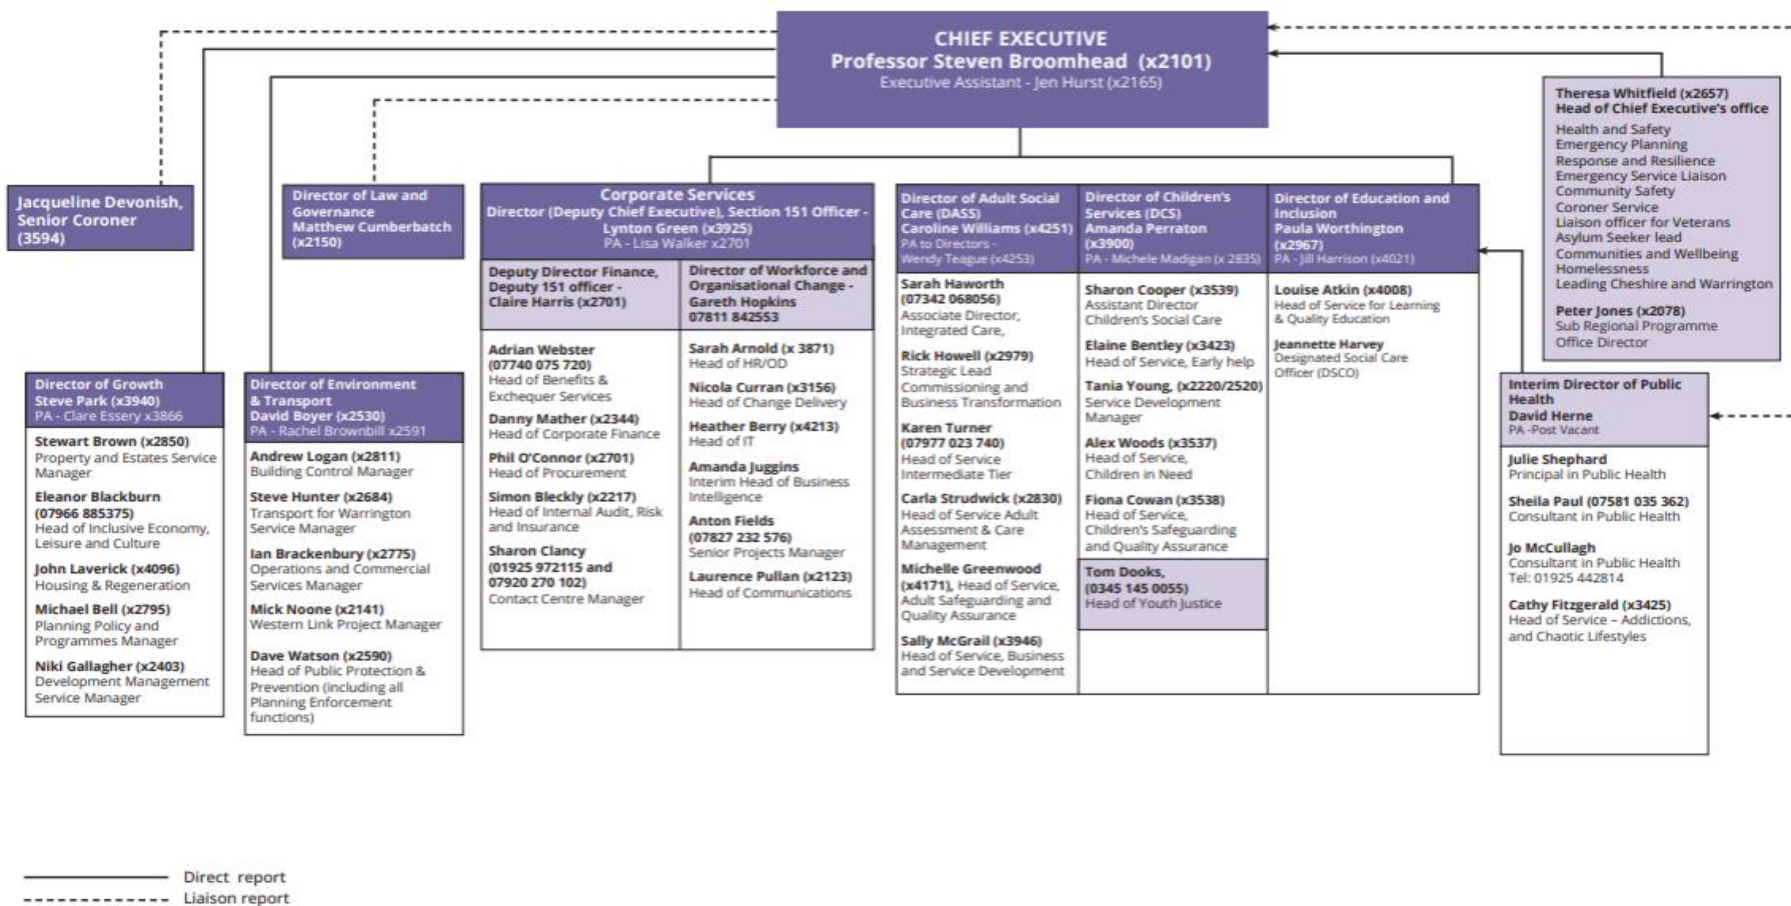 CHIEF EXECUTIVE
Professor Steven Broomhead (x2101)
Executive Assistant - Jen Hurst (x2165)
Theresa Whitfield (x2657)
Head of Chief Executive's office
Health and Safety
Emergency Planning
Response and Resilience
Emergency Service Liaison
Community Safety
Coroner Service
Liaison officer for Veterans
Asylum Seeker lead
Communities and Wellbeing
Homelessness
Leading Cheshire and Warrington
Peter Jones (x2078)
Sub Regional Programme
Office Director
Jacqueline Devonish,
Senior Coroner
(3594)
Director of Law and
Governance
Matthew Cumberbatch
(x2150)
Corporate Services
Director (Deputy Chief Executive), Section 151 Officer -
Lynton Green (x3925)
PA - Lisa Walker x2701
Deputy Director Finance,
Deputy 151 officer -
Claire Harris (x2701)
Adrian Webster
(07740 075 720)
Head of Benefits &
Exchequer Services
Danny Mather (x2344)
Head of Corporate Finance
Phil O'Connor (x2701)
Head of Procurement
Simon Bleckly (x2217)
Head of Internal Audit, Risk
and Insurance
Sharon Clancy
(01925 972115 and
07920 270 102)
Contact Centre Manager
Director of Workforce and
Organisational Change -
Gareth Hopkins
07811 842553
Sarah Arnold (x 3871)
Head of HR/OD
Nicola Curran (x3156)
Head of Change Delivery
Heather Berry (x4213)
Head of IT
Amanda Juggins
Interim Head of Business
Intelligence
Anton Fields
(07827 232 576)
Senior Projects Manager
Laurence Pullan (x2123)
Head of Communications
Director of Adult Social
Care (DASS)
Caroline Williams (x4251)
PA to Directors -
Wendy Teague (x4253)
Sarah Haworth
(07342 068056)
Associate Director,
Integrated Care,
Rick Howell (x2979)
Strategic Lead
Commissioning and
Business Transformation
Karen Turner
(07977 023 740)
Head of Service
Intermediate Tier
Carla Strudwick (x2830)
Head of Service Adult
Assessment & Care
Management
Michelle Greenwood
(x4171), Head of Service,
Adult Safeguarding and
Quality Assurance
Sally McGrail (x3946)
Head of Service, Business
and Service Development
Director of Children's
Services (DCS)
Amanda Perraton
(x3900)
PA - Michele Madigan (x 2835)
Sharon Cooper (x3539)
Assistant Director
Children's Social Care
Elaine Bentley (x3423)
Head of Service, Early help
Tania Young, (x2220/2520)
Service Development
Manager
Alex Woods (x3537)
Head of Service,
Children in Need
Fiona Cowan (x3538)
Head of Service,
Children's Safeguarding
and Quality Assurance
Tom Dooks,
(0345 145 0055)
Head of Youth Justice
Director of Education and
Inclusion
Paula Worthington
(x2967)
PA - Jill Harrison (x4021)
Louise Atkin (x4008)
Head of Service for Learning
& Quality Education
Jeannette Harvey
Designated Social Care
Officer (DSCO)
Director of Growth
Steve Park (x3940)
PA - Clare Essery x3866
Stewart Brown (x2850)
Property and Estates Service
Manager
Eleanor Blackburn
(07966 885375)
Head of Inclusive Economy,
Leisure and Culture
John Laverick (x4096)
Housing & Regeneration
Michael Bell (x2795)
Planning Policy and
Programmes Manager
Niki Gallagher (x2403)
Development Management
Service Manager
Director of Environment
& Transport
David Boyer (x2530)
PA - Rachel Brownbill x2591
Andrew Logan (x2811)
Building Control Manager
Steve Hunter (x2684)
Transport for Warrington
Service Manager
Ian Brackenbury (x2775)
Operations and Commercial
Services Manager
Mick Noone (x2141)
Western Link Project Manager
Dave Watson (x2590)
Head of Public Protection &
Prevention (including all
Planning Enforcement
functions)
Interim Director of Public
Health
David Herne
PA -Post Vacant
Julie Shephard
Principal in Public Health
Sheila Paul (07581 035 362)
Consultant in Public Health
Jo McCullagh
Consultant in Public Health
Tel: 01925 442814
Cathy Fitzgerald (x3425)
Head of Service – Addictions,
and Chaotic Lifestyles
Direct report
Liaison report